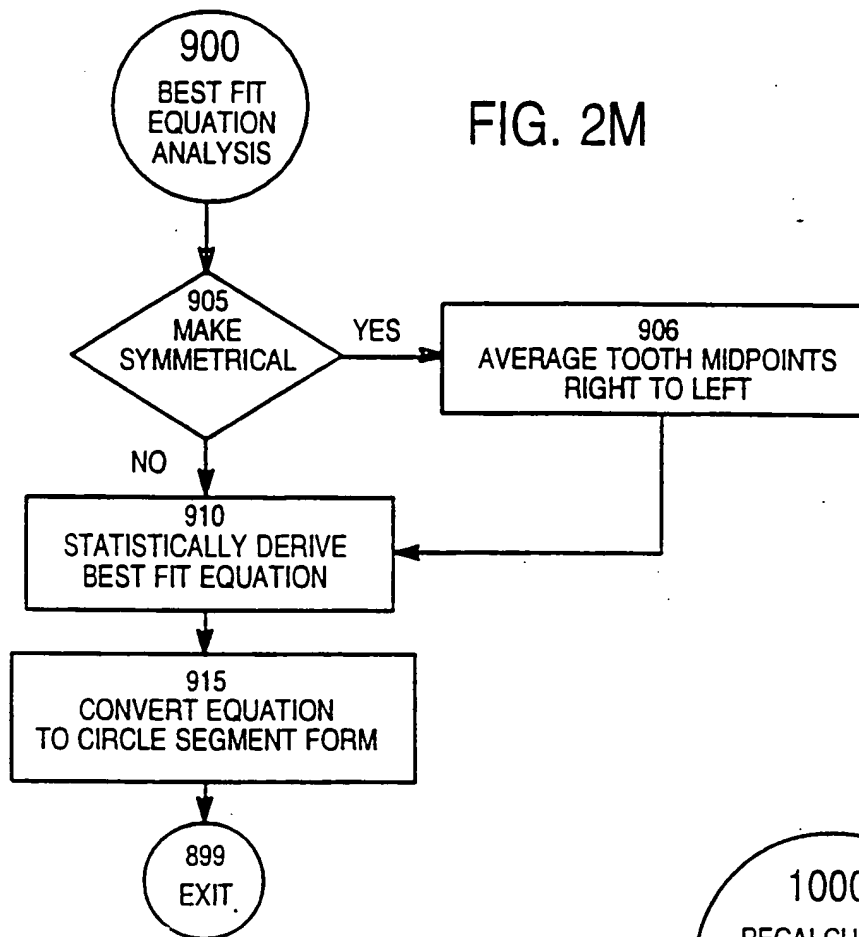 900
BEST FIT
EQUATION
ANALYSIS
FIG. 2M
905
MAKE
SYMMETRICAL
YES
906
AVERAGE TOOTH MIDPOINTS
RIGHT TO LEFT
NO
910
STATISTICALLY DERIVE
BEST FIT EQUATION
915
CONVERT EQUATION
TO CIRCLE SEGMENT FORM
899
EXIT
1000